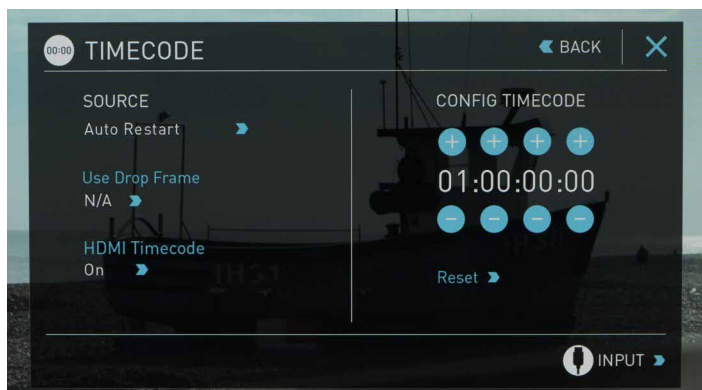 00:00 TIMECODE
BACK
SOURCE
Auto Restart
Use Drop Frame
N/A
HDMI Timecode
On
CONFIG TIMECODE
01:00:00:00
Reset
INPUT